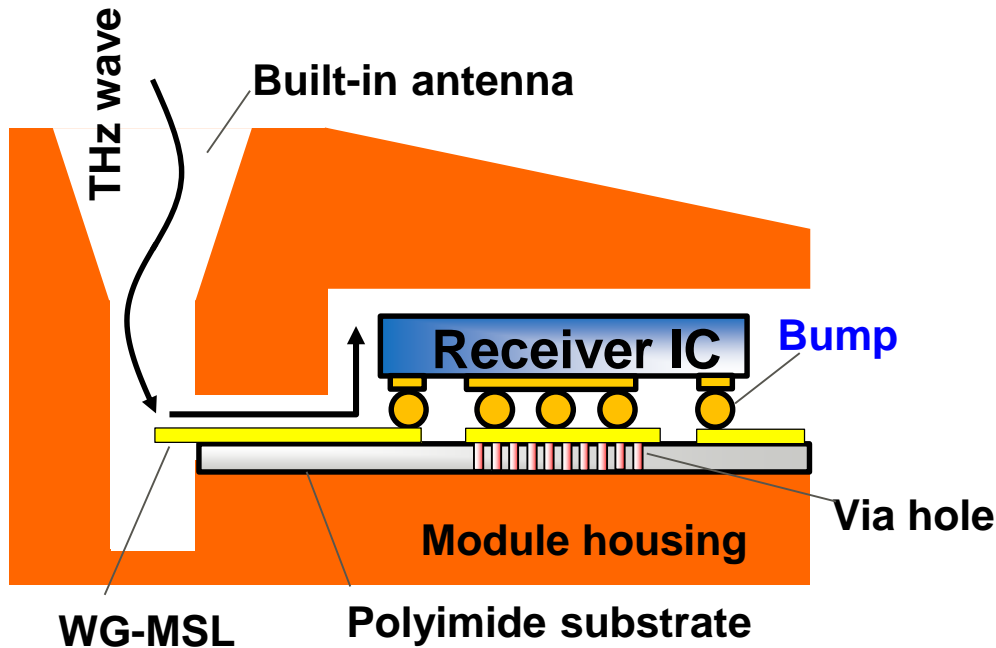 THz wave
Built-in antenna
Receiver IC
Bump
Via hole
Module housing
WG-MSL
Polyimide substrate